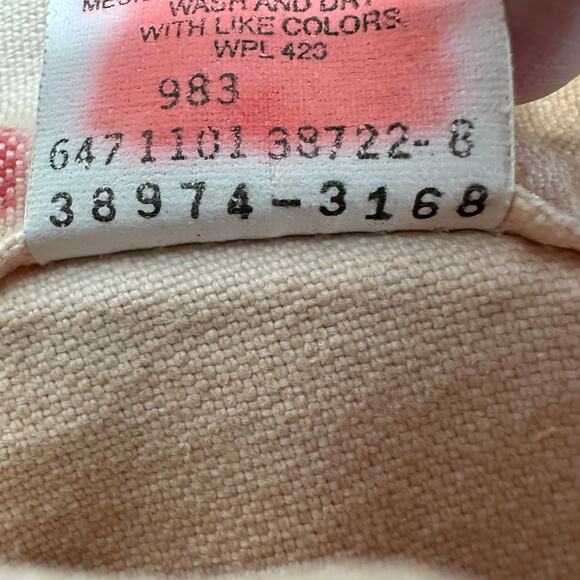 WASH AND DRY
WITH LIKE COLORS.
WPL 423
983
647 1101 38722-8
38974-3168